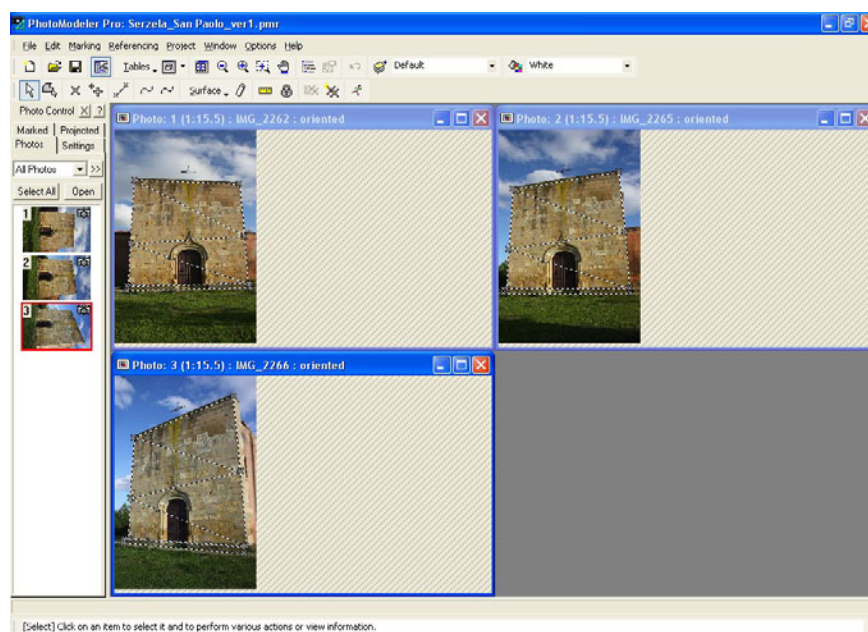 PhotoModeler Pro: Serzela_San Paolo_ver1.pmr
File Edit Marking Referencing Project Window Options Help
Tables Default White
Surface
Photo Control X ?
Marked Projected
Photos Settings
All Photos >>
Select All Open
1
2
3
Photo: 1 (1:15.5) : IMG_2262 : oriented
Photo: 2 (1:15.5) : IMG_2265 : oriented
Photo: 3 (1:15.5) : IMG_2266 : oriented
[Select] Click on an item to select it and to perform various actions or view information.